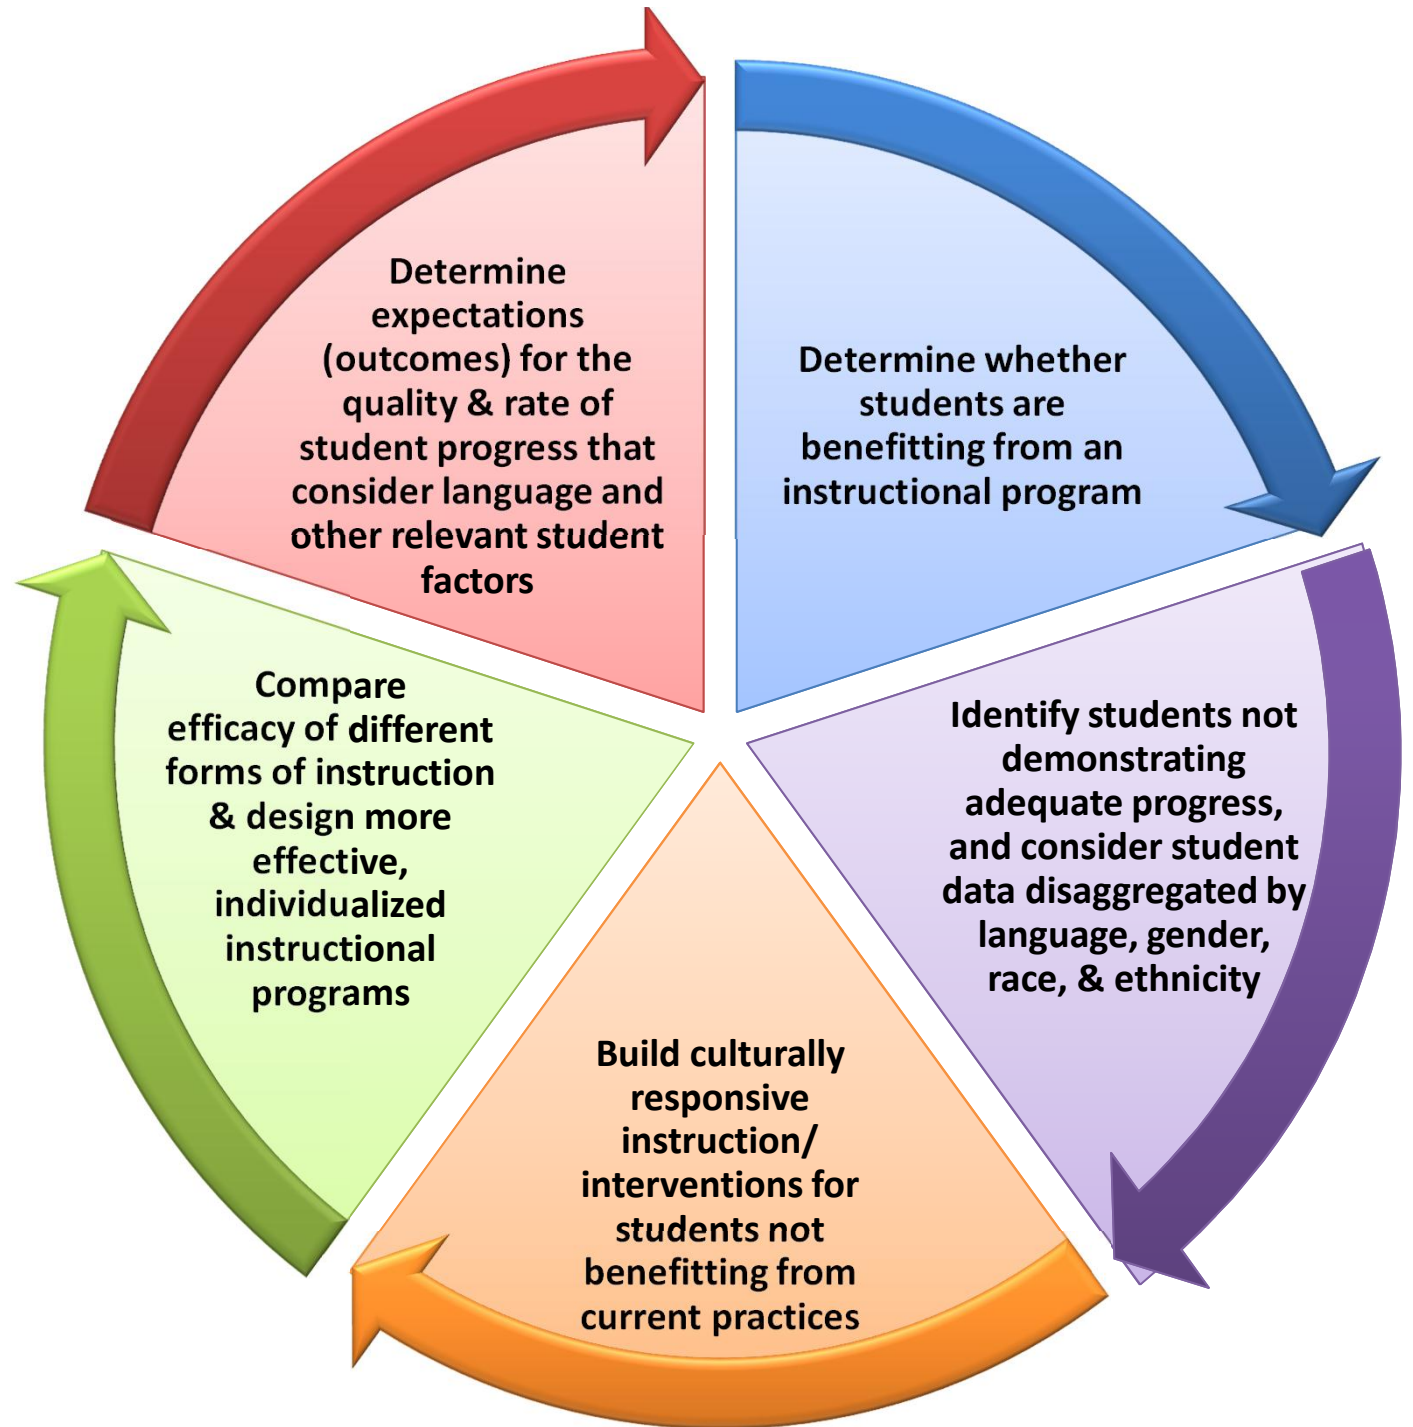 Determine whether
students are
benefitting from an
instructional program
Identify students not
demonstrating
adequate progress,
and consider student
data disaggregated by
language, gender,
race, & ethnicity
Build culturally
responsive
instruction/
interventions for
students not
benefitting from
current practices
Compare
efficacy of different
forms of instruction
& design more
effective,
individualized
instructional
programs
Determine
expectations
(outcomes) for the
quality & rate of
student progress that
consider language and
other relevant student
factors